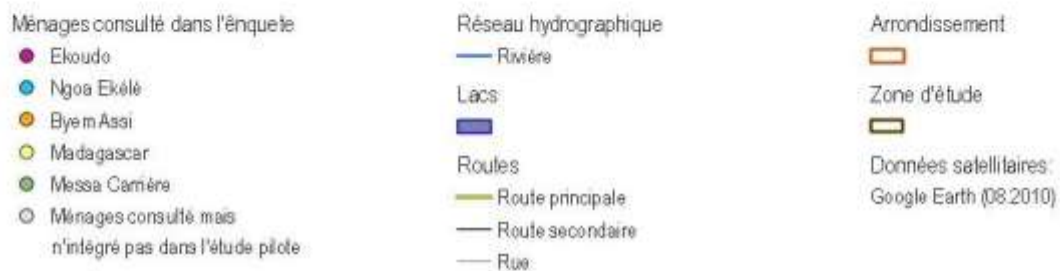 Ménages consulté dans l'ênquete
Ekoudo
Ngoa Ekélé
Byem Assi
Madagascar
Messa Carrière
Ménages consulté mais
n'intégré pas dans l'étude pilote
Réseau hydrographique
Rivière
Lacs
Routes
Route principale
Route secondaire
Rue
Arrondissement
Zone d'étude
Données satellitaires:
Google Earth (08.2010)